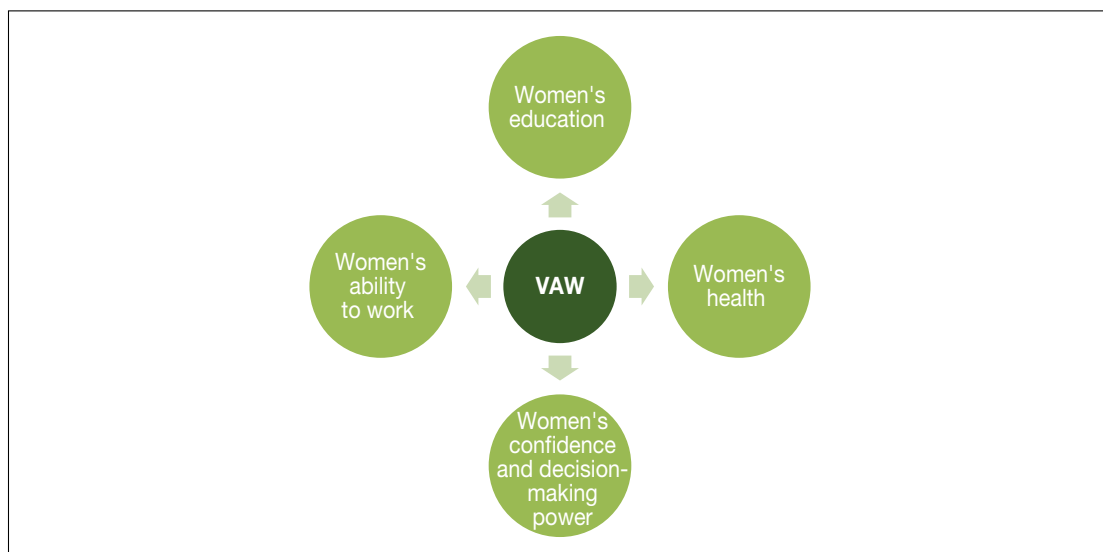 Women's
education
Women's
ability
to work
VAW
Women's
health
Women's
confidence
and decision-
making
power